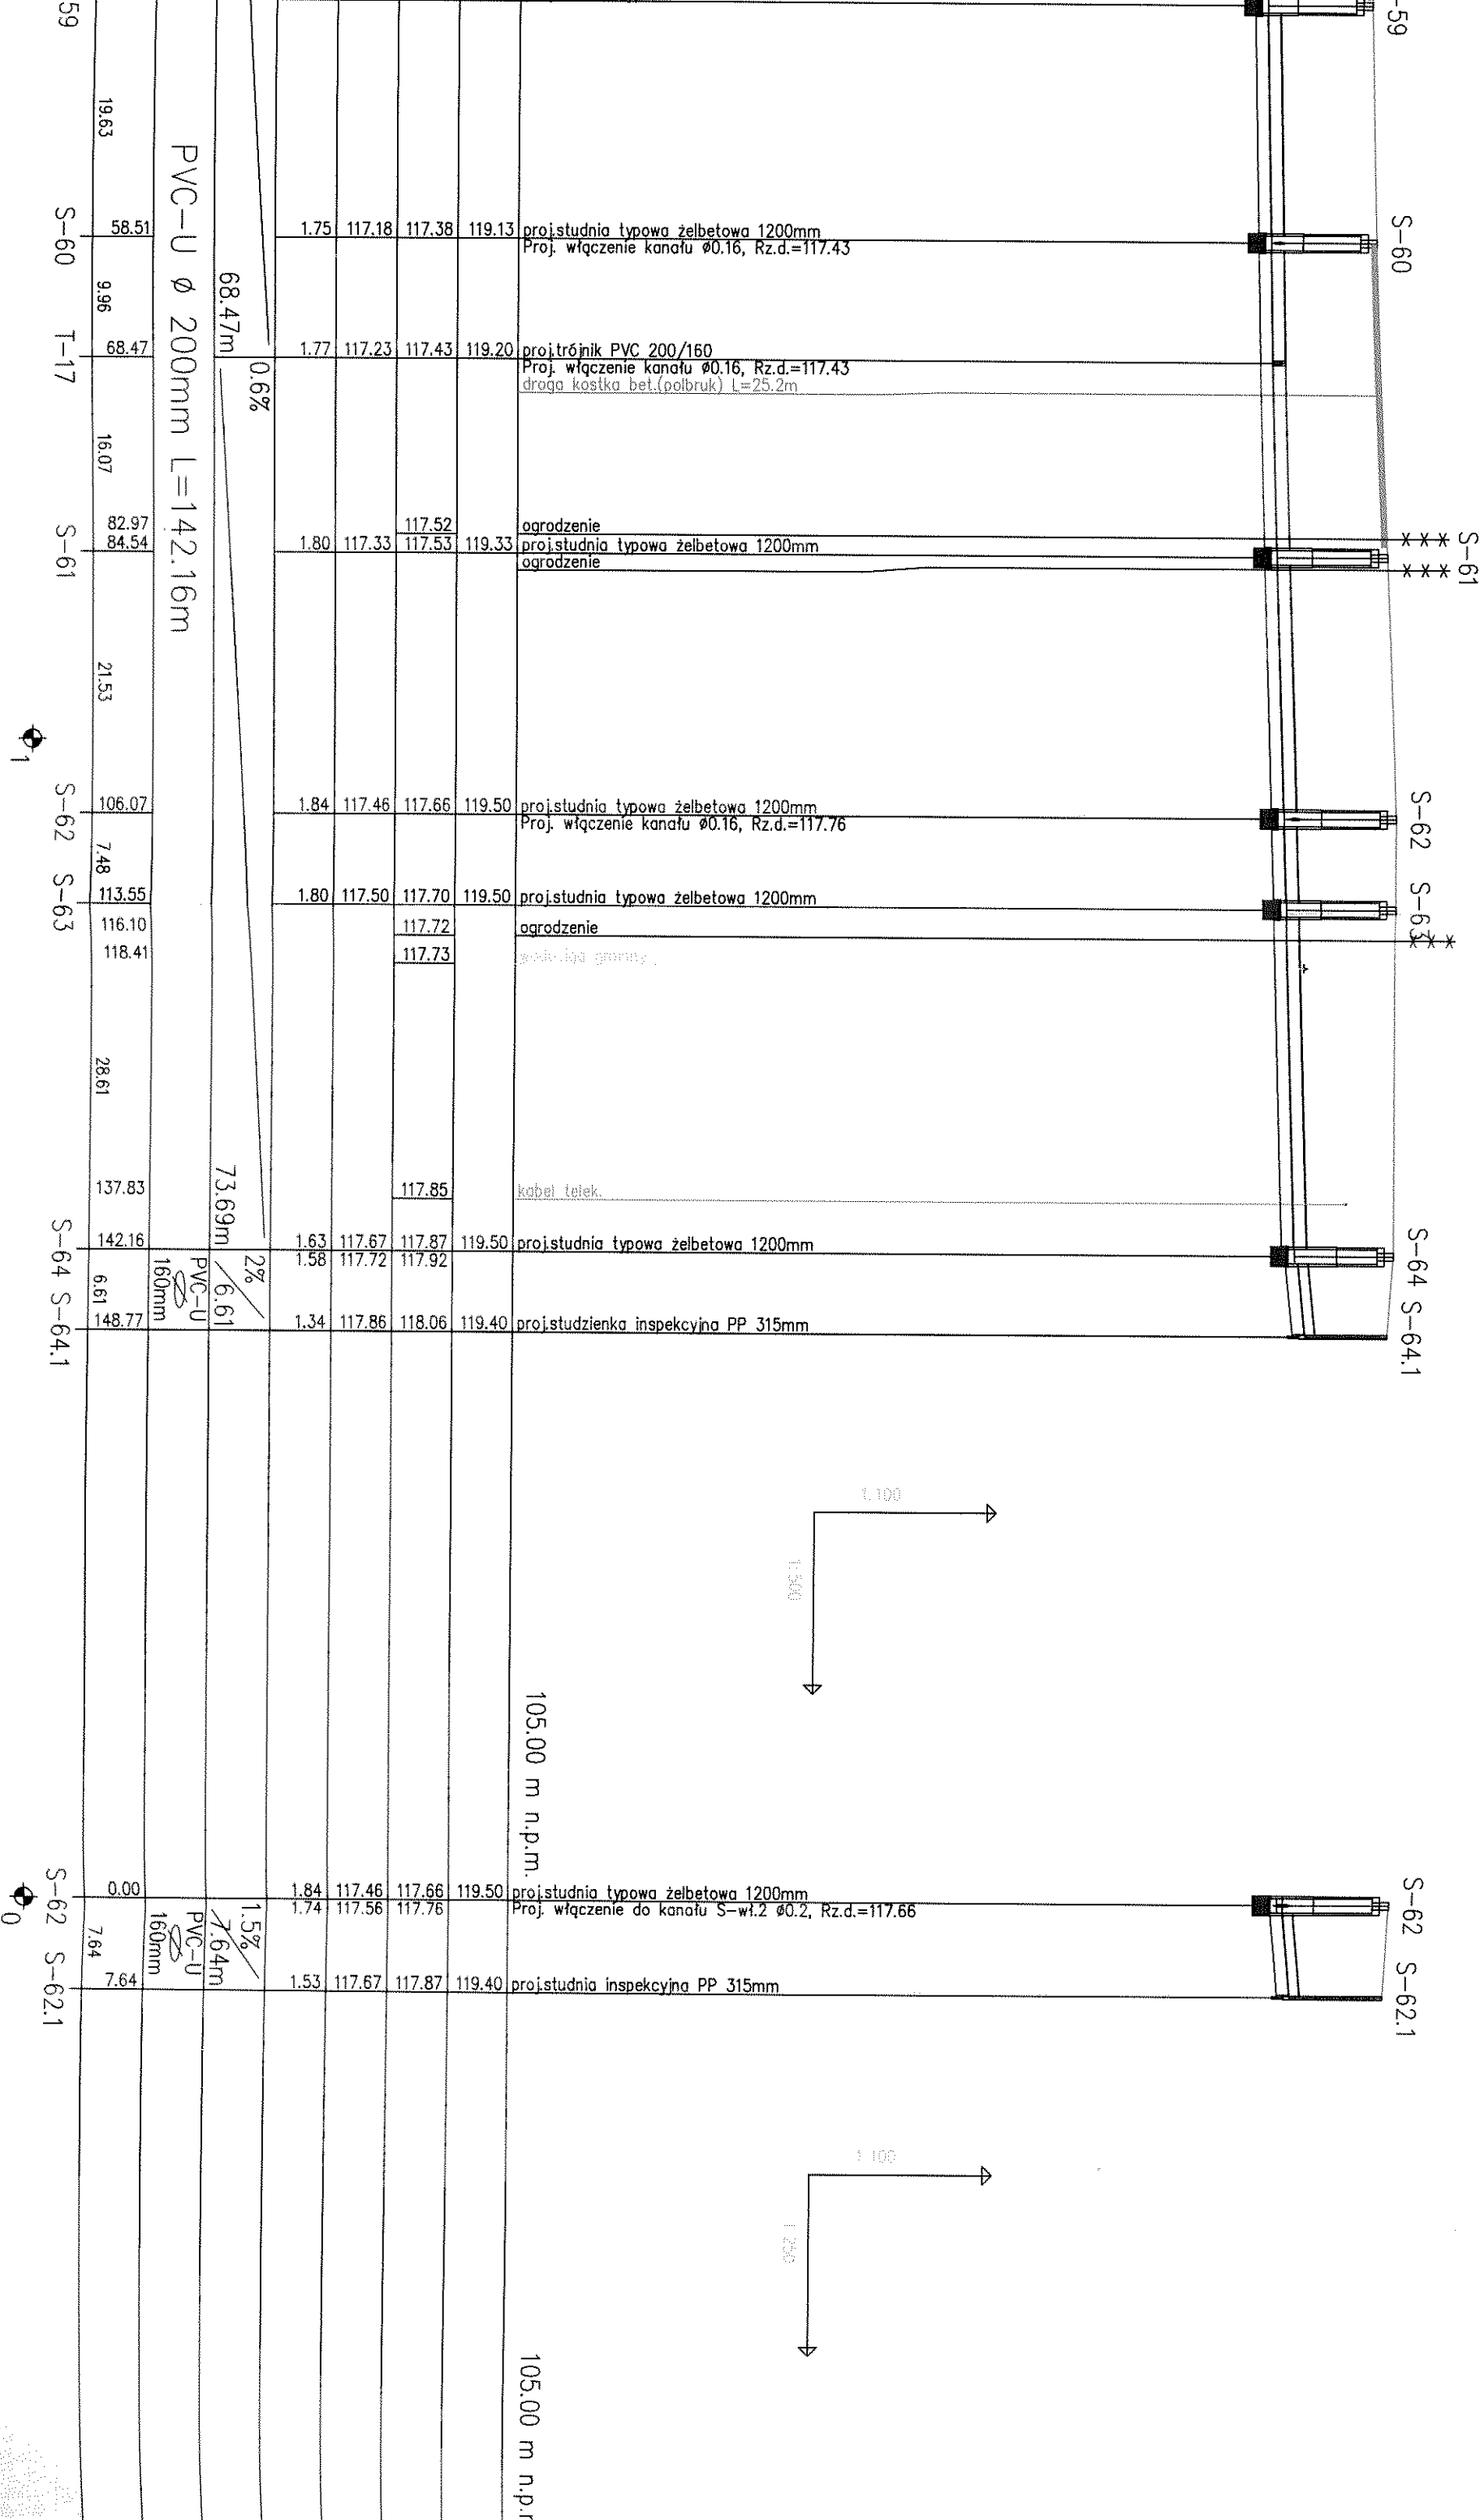 S-59
S-60
S-61
S-62
S-63
S-64
S-64.1
119.13 proj.studnia typowa żelbetowa 1200mm
Proj. włączenie kanału ø0.16, Rz.d.=117.43
119.20 proj.trójnik PVC 200/160
Proj. włączenie kanału ø0.16, Rz.d.=117.43
droga kostka bet.(polbruk) L=25.2m
ogrodzenie
119.33 proj.studnia typowa żelbetowa 1200mm
ogrodzenie
119.50 proj.studnia typowa żelbetowa 1200mm
Proj. włączenie kanału ø0.16, Rz.d.=117.76
119.50 proj.studnia typowa żelbetowa 1200mm
ogrodzenie
kabel telek.
119.50 proj.studnia typowa żelbetowa 1200mm
119.40 proj.studzienka inspekcyjna PP 315mm
117.38
117.43
117.52
117.53
117.66
117.70
117.72
117.73
117.85
117.87
117.92
118.06
117.18
117.23
117.33
117.46
117.50
117.67
117.72
117.86
1.75
1.77
1.80
1.84
1.80
1.63
1.58
1.34
0.6%
68.47m
73.69m
2%
6.61
PVC-U ø 200mm L=142.16m
PVC-U
ø
160mm
58.51
68.47
82.97
84.54
106.07
113.55
116.10
118.41
137.83
142.16
148.77
19.63
9.96
16.07
21.53
7.48
28.61
6.61
59
S-60
T-17
S-61
S-62
S-63
S-64
S-64.1
1
1:100
1:500
105.00 m n.p.m.
S-62
S-62.1
119.50 proj.studnia typowa żelbetowa 1200mm
Proj. włączenie do kanału S-wł.2 ø0.2, Rz.d.=117.66
119.40 proj.studnia inspekcyjna PP 315mm
117.66
117.76
117.87
117.46
117.56
117.67
1.84
1.74
1.53
1.5%
7.64m
PVC-U
ø
160mm
0.00
7.64
7.64
S-62
S-62.1
0
1:100
1:250
105.00 m n.p.